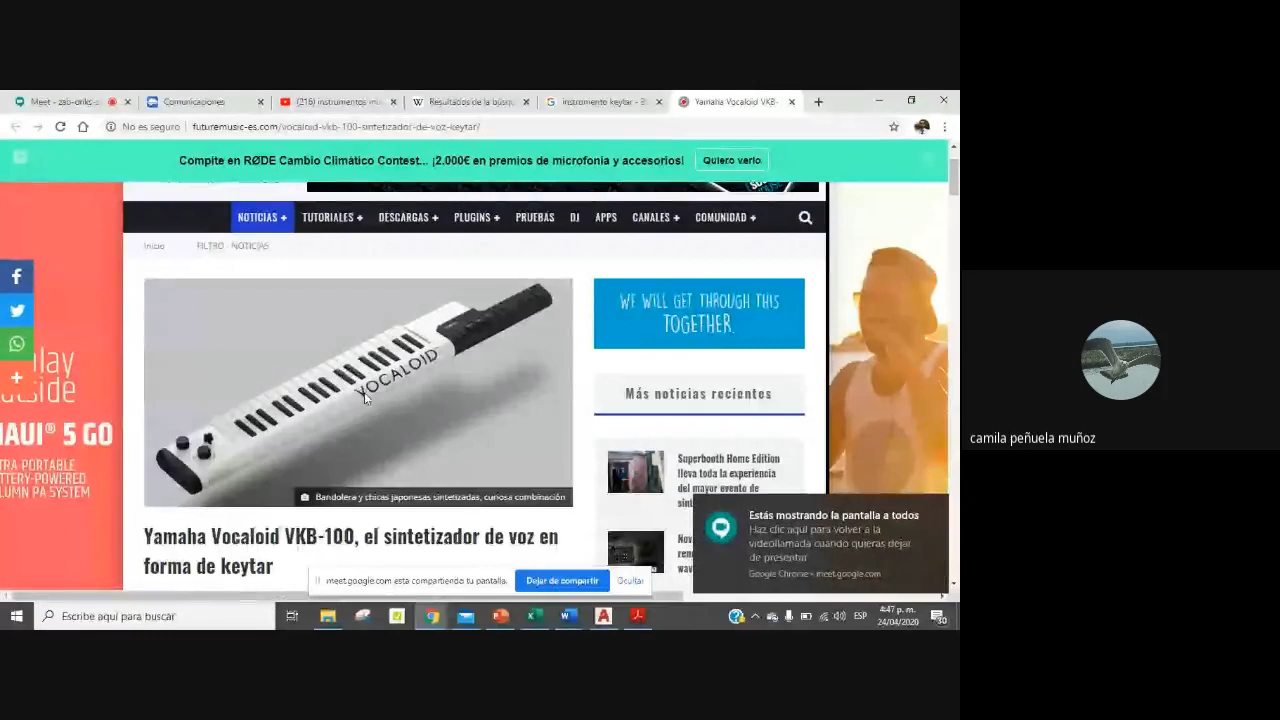 Meet - zab-driks-
Comunicaciones
(216) instrumentos mu
Resultados de la búsqu
instrumento keytar - B
Yamaha Vocaloid VKB-
No es seguro
futuremusic-es.com/vocaloid-vkb-100-sintetizador-de-voz-keytar/
Compite en RØDE Cambio Climático Contest... ¡2.000€ en premios de microfonía y accesorios!
Quiero verlo
NOTICIAS +
TUTORIALES +
DESCARGAS +
PLUGINS +
PRUEBAS
DJ
APPS
CANALES +
COMUNIDAD +
Inicio
FILTRO - NOTICIAS
VOCALOID
Bandolera y chicas japonesas sintetizadas, curiosa combinación
Yamaha Vocaloid VKB-100, el sintetizador de voz en
forma de keytar
WE WILL GET THROUGH THIS
TOGETHER.
Más noticias recientes
Superbooth Home Edition
lleva toda la experiencia
del mayor evento de
MAUI® 5 GO
Estás mostrando la pantalla a todos
Haz clic aquí para volver a la
videollamada cuando quieras dejar
de presentar
Google Chrome • meet.google.com
meet.google.com está compartiendo tu pantalla.
Dejar de compartir
Ocultar
Escribe aquí para buscar
ESP
4:47 p. m.
24/04/2020
30
camila peñuela muñoz